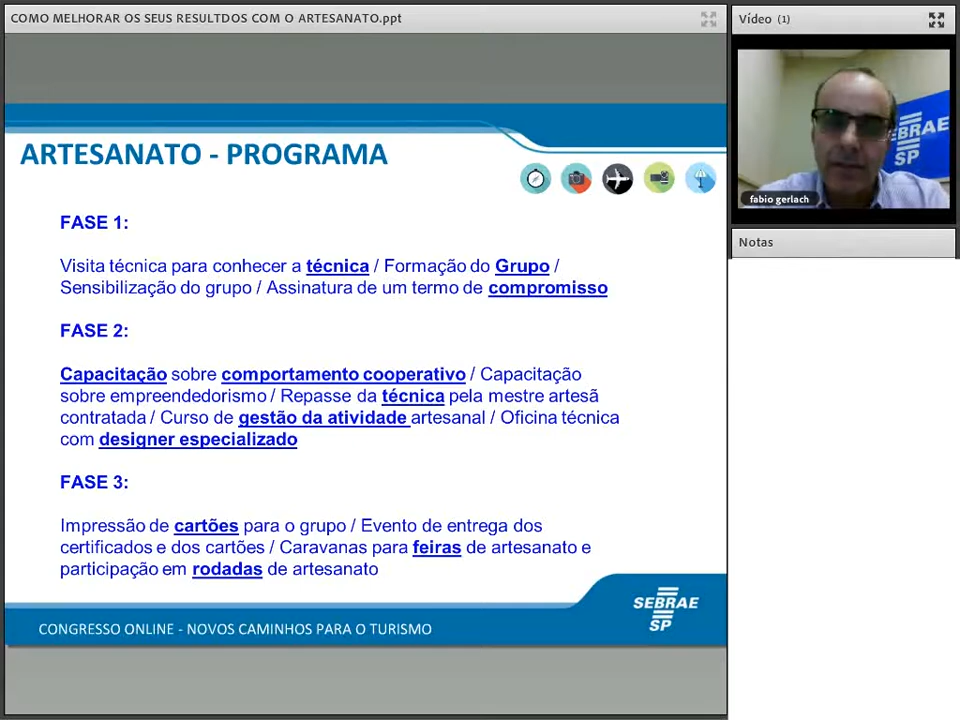 COMO MELHORAR OS SEUS RESULTDOS COM O ARTESANATO.ppt
Vídeo (1)
EBRAE
SP
fabio gerlach
Notas
ARTESANATO - PROGRAMA
FASE 1:
Visita técnica para conhecer a técnica / Formação do Grupo /
Sensibilização do grupo / Assinatura de um termo de compromisso
FASE 2:
Capacitação sobre comportamento cooperativo / Capacitação
sobre empreendedorismo / Repasse da técnica pela mestre artesã
contratada / Curso de gestão da atividade artesanal / Oficina técnica
com designer especializado
FASE 3:
Impressão de cartões para o grupo / Evento de entrega dos
certificados e dos cartões / Caravanas para feiras de artesanato e
participação em rodadas de artesanato
SEBRAE
SP
CONGRESSO ONLINE - NOVOS CAMINHOS PARA O TURISMO